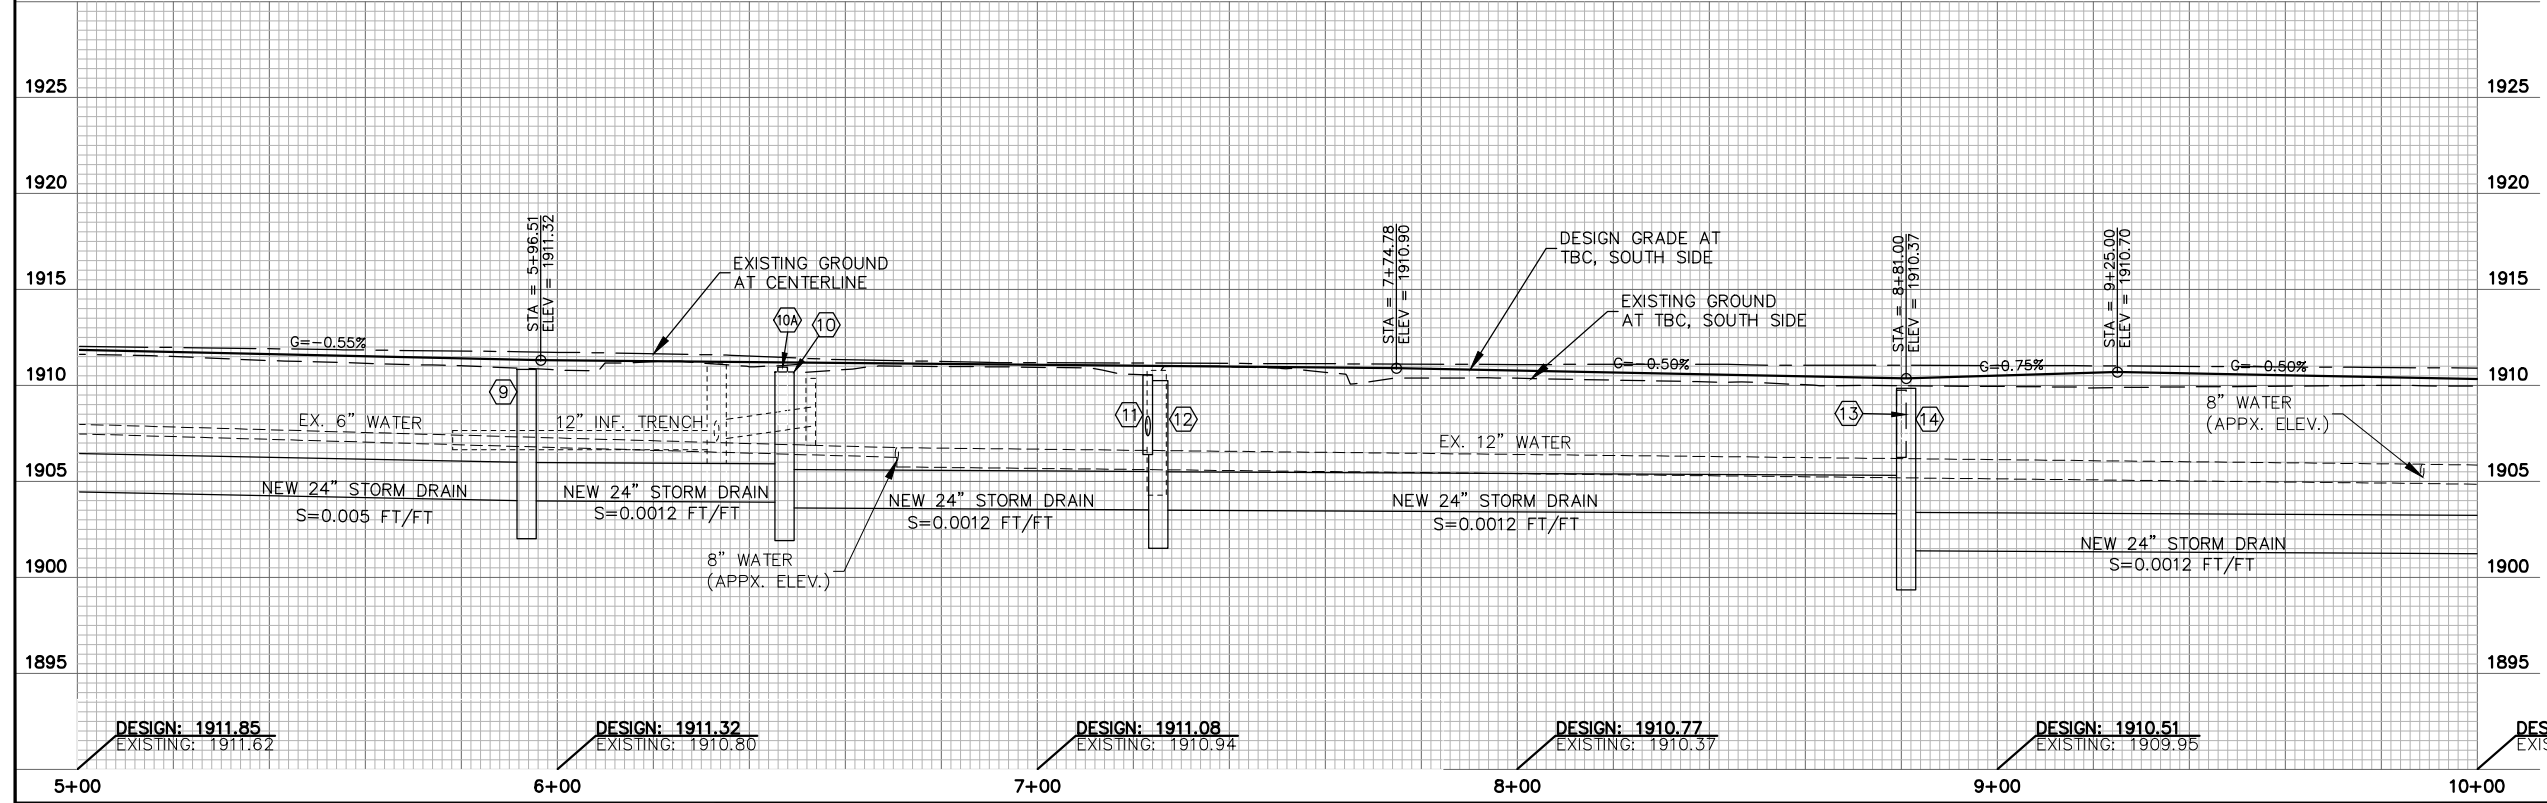 1925
1925
1920
1920
STA = 5+96.51
ELEV = 1911.32
STA = 7+74.78
ELEV = 1910.90
STA = 8+81.00
ELEV = 1910.37
STA = 9+25.00
ELEV = 1910.70
DESIGN GRADE AT
TBC, SOUTH SIDE
EXISTING GROUND
AT CENTERLINE
1915
1915
EXISTING GROUND
AT TBC, SOUTH SIDE
10A
10
G=-0.55%
G=-0.50%
G=0.75%
G=-0.50%
1910
1910
9
11
12
13
14
8" WATER
(APPX. ELEV.)
EX. 6" WATER
12" INF. TRENCH
EX. 12" WATER
1905
1905
NEW 24" STORM DRAIN
S=0.005 FT/FT
NEW 24" STORM DRAIN
S=0.0012 FT/FT
NEW 24" STORM DRAIN
S=0.0012 FT/FT
NEW 24" STORM DRAIN
S=0.0012 FT/FT
NEW 24" STORM DRAIN
S=0.0012 FT/FT
8" WATER
(APPX. ELEV.)
1900
1900
1895
1895
DESIGN: 1911.85
EXISTING: 1911.62
DESIGN: 1911.32
EXISTING: 1910.80
DESIGN: 1911.08
EXISTING: 1910.94
DESIGN: 1910.77
EXISTING: 1910.37
DESIGN: 1910.51
EXISTING: 1909.95
DES
EXIS
5+00
6+00
7+00
8+00
9+00
10+00